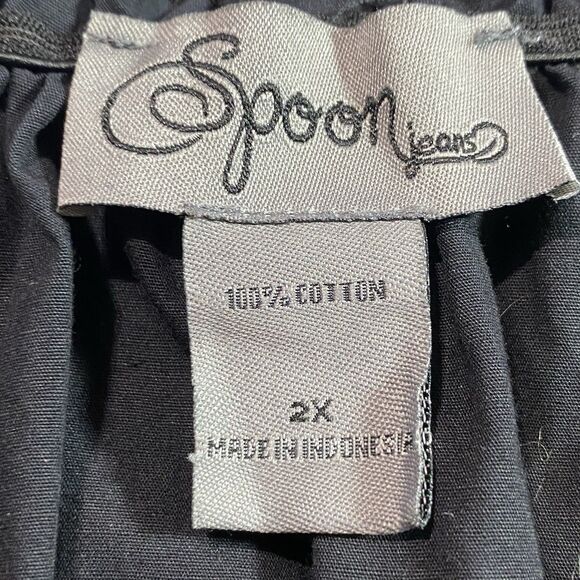 Spoon jeans
100% COTTON
2X
MADE IN INDONESIA